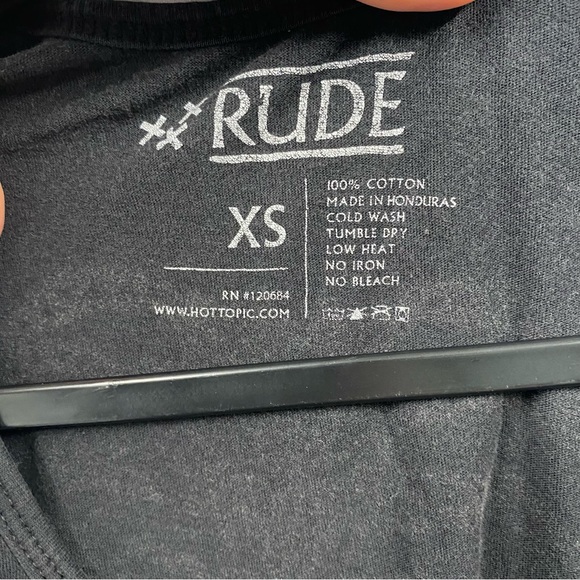 RUDE
XS
RN #120684
WWW.HOTTOPIC.COM
100% COTTON
MADE IN HONDURAS
COLD WASH
TUMBLE DRY
LOW HEAT
NO IRON
NO BLEACH